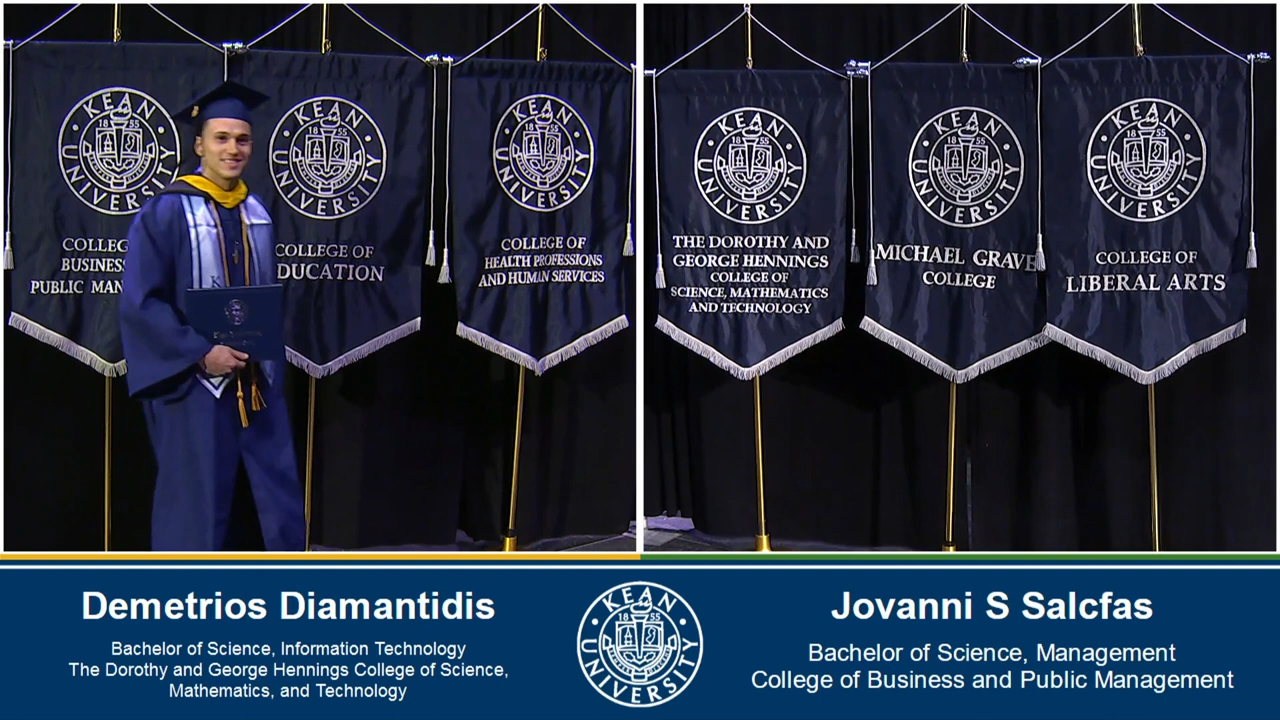 KEAN UNIVERSITY
1855
COLLEG
BUSINES
PUBLIC MAN
KEAN UNIVERSITY
1855
COLLEGE OF
DUCATION
KEAN UNIVERSITY
1855
COLLEGE OF
HEALTH PROFESSIONS
AND HUMAN SERVICES
K
KEAN UNIVERSITY
1855
THE DOROTHY AND
GEORGE HENNINGS
COLLEGE OF
SCIENCE, MATHEMATICS
AND TECHNOLOGY
KEAN UNIVERSITY
1855
MICHAEL GRAVE
COLLEGE
KEAN UNIVERSITY
1855
COLLEGE OF
LIBERAL ARTS
Demetrios Diamantidis
Bachelor of Science, Information Technology
The Dorothy and George Hennings College of Science,
Mathematics, and Technology
KEAN UNIVERSITY
1855
Jovanni S Salcfas
Bachelor of Science, Management
College of Business and Public Management